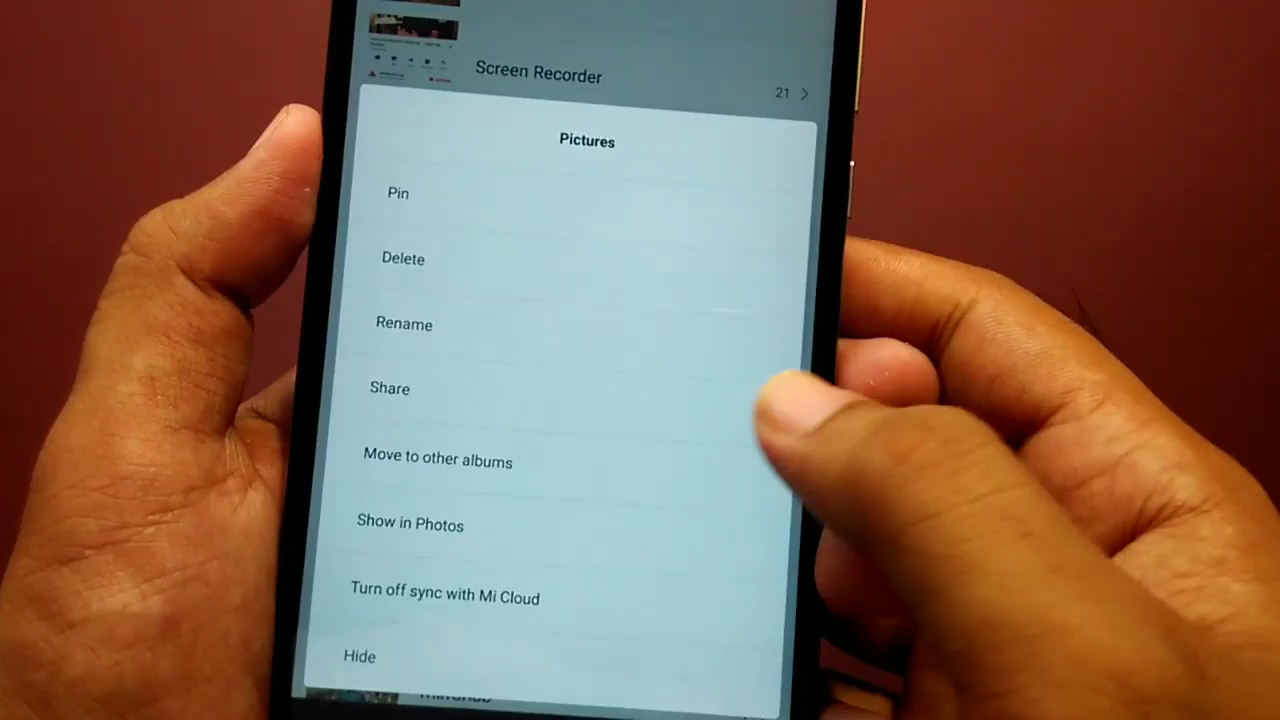 Screen Recorder
21
Pictures
Pin
Delete
Rename
Share
Move to other albums
Show in Photos
Turn off sync with Mi Cloud
Hide